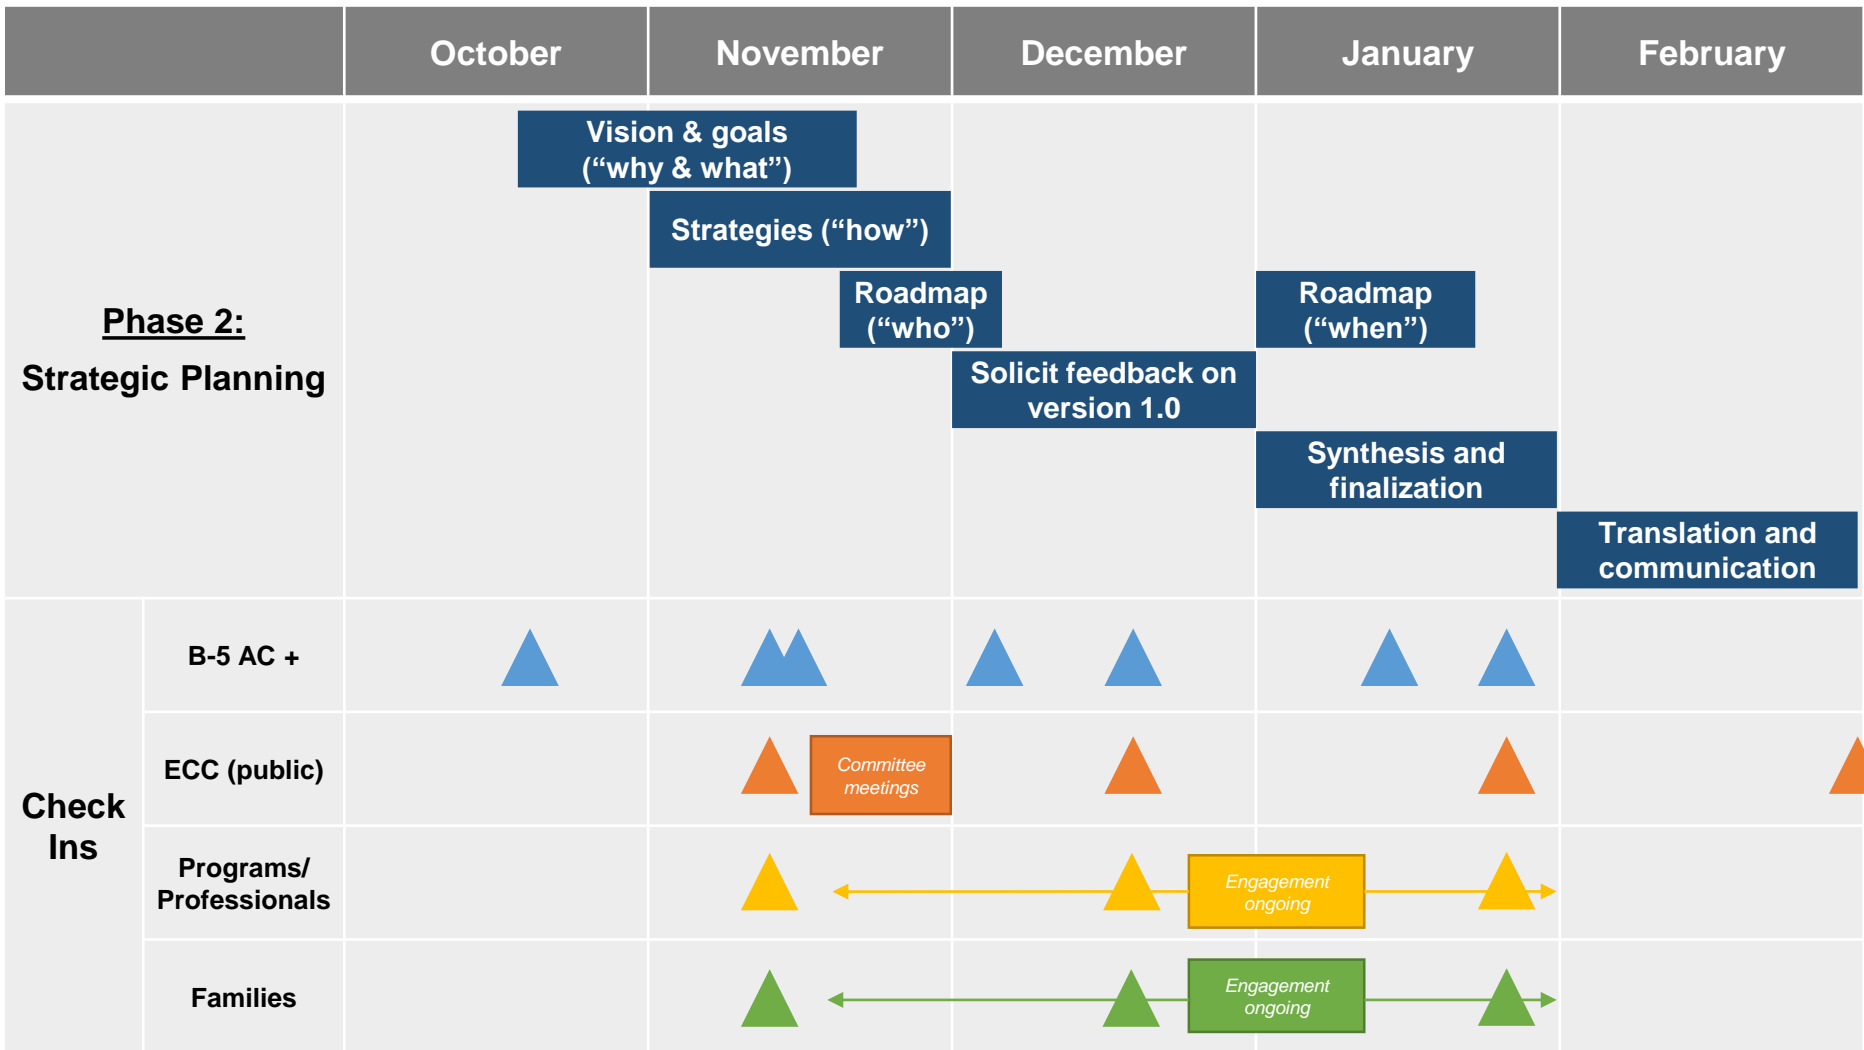 October
November
December
January
February
Phase 2:
Strategic Planning
Vision & goals
(“why & what”)
Strategies (“how”)
Roadmap
(“who”)
Roadmap
(“when”)
Solicit feedback on
version 1.0
Synthesis and
finalization
Translation and
communication
Check
Ins
B-5 AC +
ECC (public)
Committee
meetings
Programs/
Professionals
Engagement
ongoing
Families
Engagement
ongoing